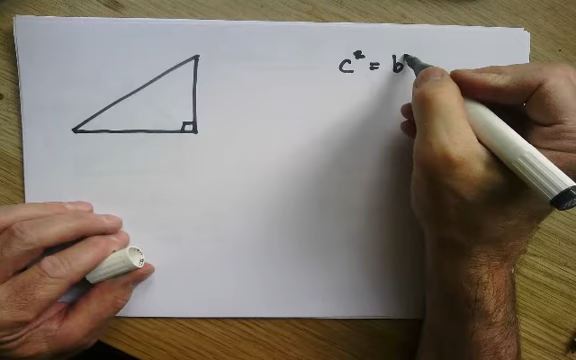 c² = b